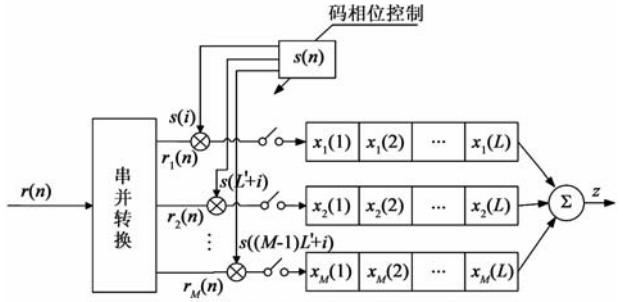 码相位控制
s(n)
s(i)
r₁(n)
x₁(1) x₁(2) ... x₁(L)
串并转换
r(n)
s(L'+i)
r₂(n)
x₂(1) x₂(2) ... x₂(L)
Σ
z
⋮
s((M-1)L'+i)
r_M(n)
x_M(1) x_M(2) ... x_M(L)